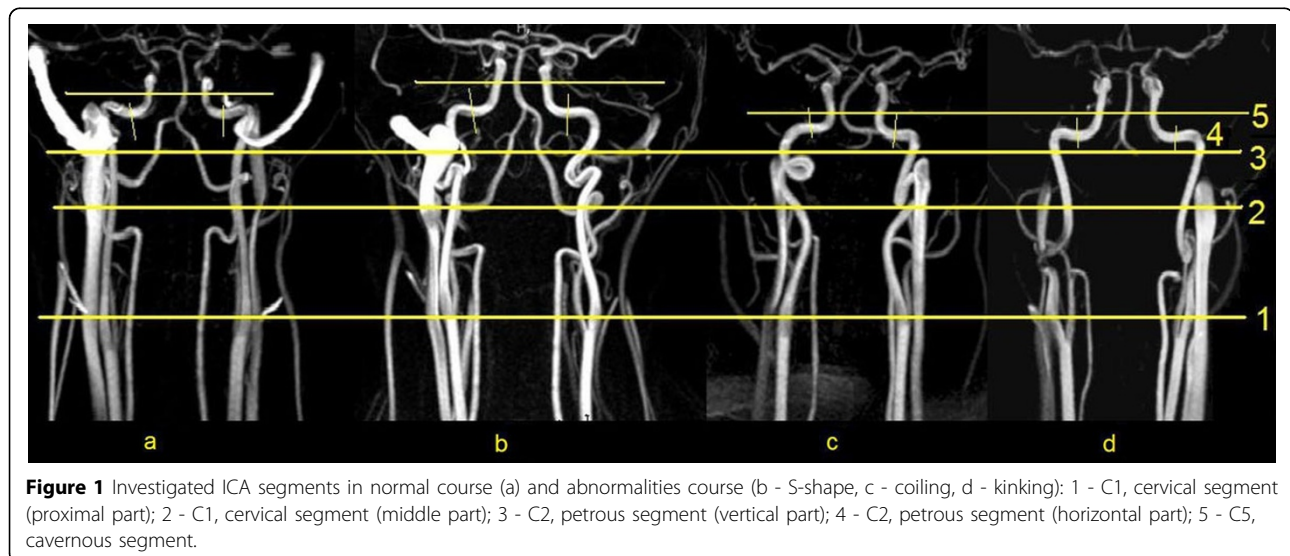 5
4
3
2
1
a b c d
Figure 1 Investigated ICA segments in normal course (a) and abnormalities course (b - S-shape, c - coiling, d - kinking): 1 - C1, cervical segment
(proximal part); 2 - C1, cervical segment (middle part); 3 - C2, petrous segment (vertical part); 4 - C2, petrous segment (horizontal part); 5 - C5,
cavernous segment.